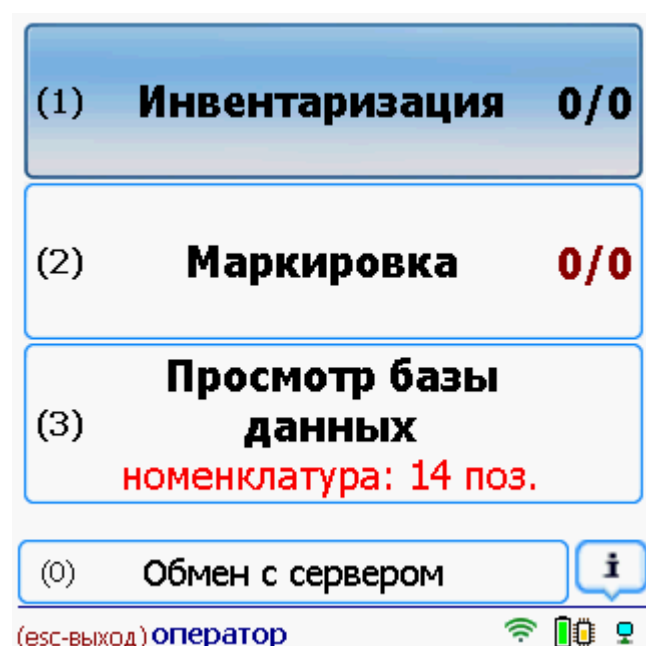 (1) Инвентаризация 0/0
(2) Маркировка 0/0
Просмотр базы
(3) данных
номенклатура: 14 поз.
(0) Обмен с сервером i
(esc-выход) оператор